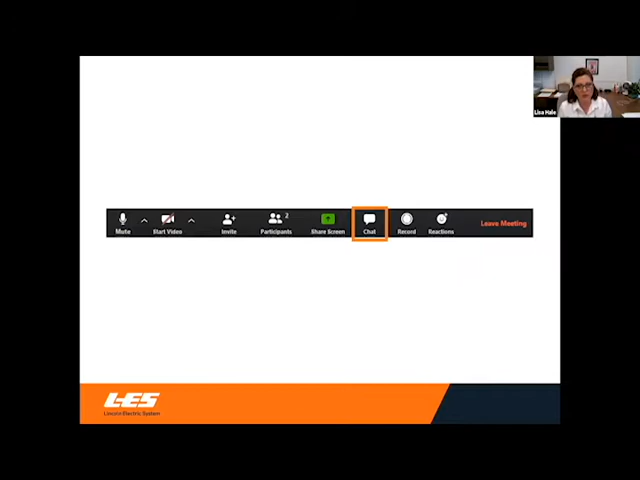 Lisa Hale
2
Mute Start Video Invite Participants Share Screen Chat Record Reactions Leave Meeting
LES
Lincoln Electric System